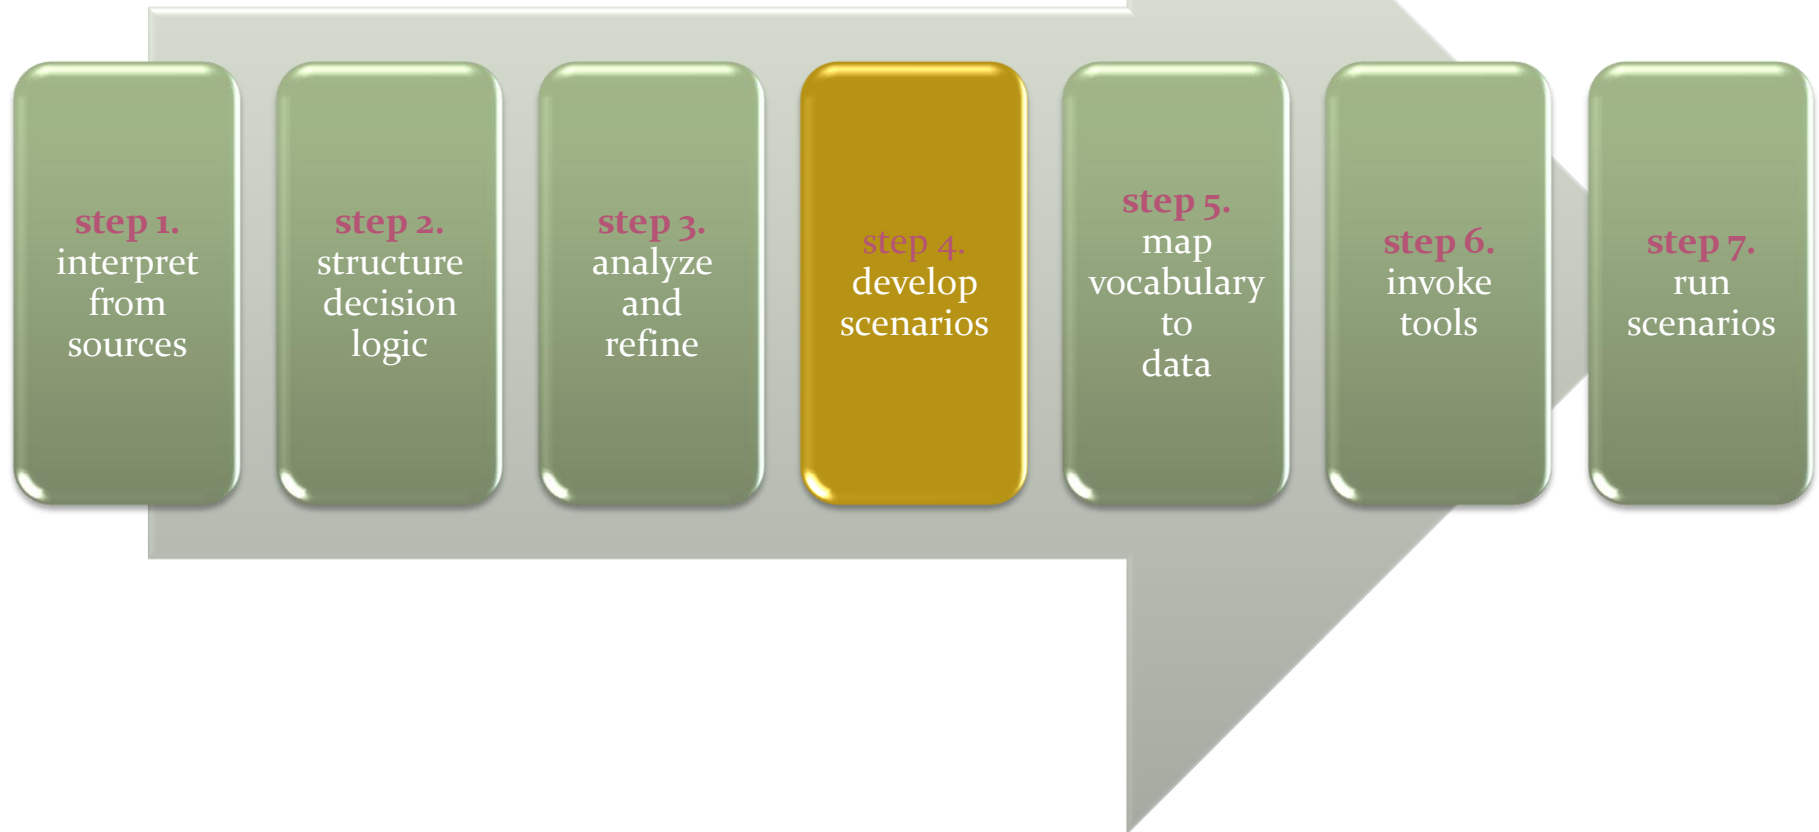 step 1.
interpret
from
sources
step 2.
structure
decision
logic
step 3.
analyze
and
refine
step 4.
develop
scenarios
step 5.
map
vocabulary
to
data
step 6.
invoke
tools
step 7.
run
scenarios